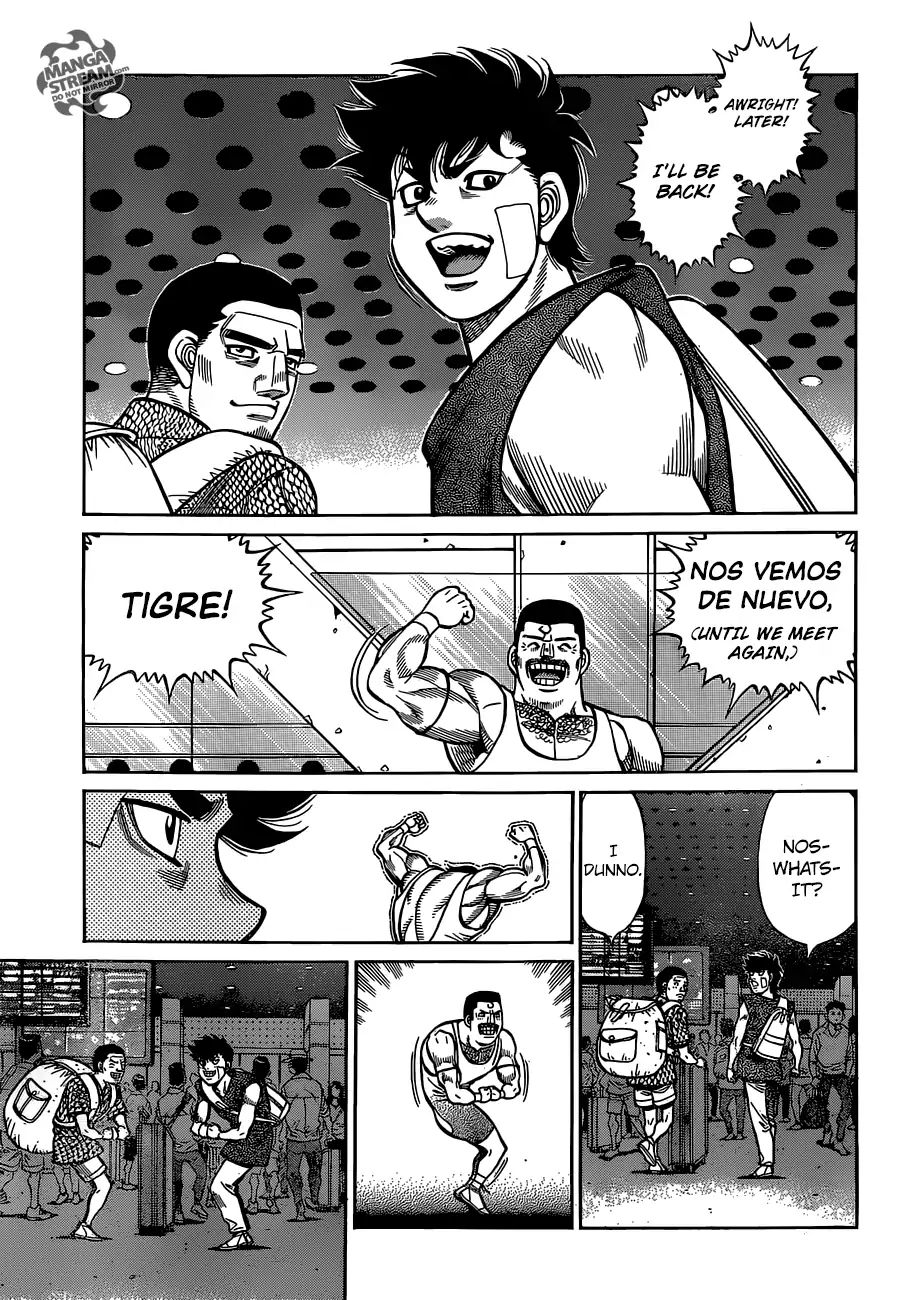 MANGA
STREAM.com
DO NOT MIRROR
AWRIGHT!
LATER!
I'LL BE
BACK!
NOS VEMOS
DE NUEVO,
(UNTIL WE MEET
AGAIN,)
TIGRE!
NOS-
WHATS-
IT?
I
DUNNO.